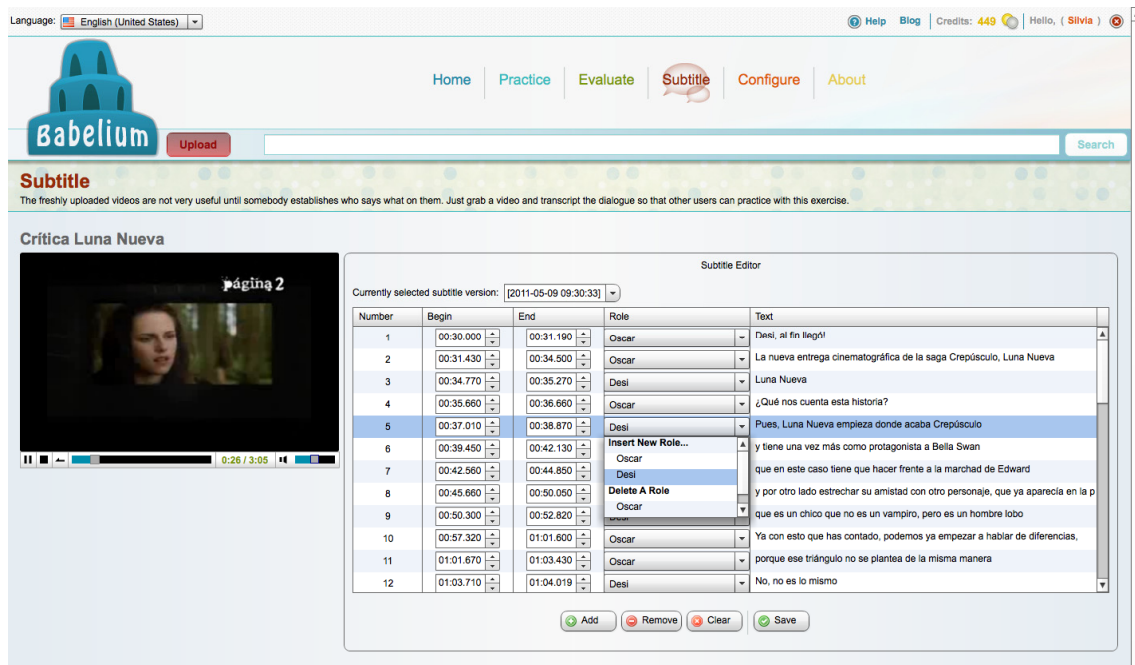 Language: English (United States) Help Blog Credits: 449 Hello, ( Silvia )
Babelium
Home Practice Evaluate Subtitle Configure About
Upload Search
Subtitle
The freshly uploaded videos are not very useful until somebody establishes who says what on them. Just grab a video and transcript the dialogue so that other users can practice with this exercise.
Crítica Luna Nueva
página 2
0:26 / 3:05
Subtitle Editor
Currently selected subtitle version: [2011-05-09 09:30:33]
Number Begin End Role Text
1 00:30.000 00:31.190 Oscar Desi, al fin llegó!
2 00:31.430 00:34.500 Oscar La nueva entrega cinematográfica de la saga Crepúsculo, Luna Nueva
3 00:34.770 00:35.270 Desi Luna Nueva
4 00:35.660 00:36.660 Oscar ¿Qué nos cuenta esta historia?
5 00:37.010 00:38.870 Desi Pues, Luna Nueva empieza donde acaba Crepúsculo
6 00:39.450 00:42.130 y tiene una vez más como protagonista a Bella Swan
7 00:42.560 00:44.850 que en este caso tiene que hacer frente a la marchad de Edward
8 00:45.660 00:50.050 y por otro lado estrechar su amistad con otro personaje, que ya aparecía en la p
9 00:50.300 00:52.820 que es un chico que no es un vampiro, pero es un hombre lobo
10 00:57.320 01:01.600 Oscar Ya con esto que has contado, podemos ya empezar a hablar de diferencias,
11 01:01.670 01:03.430 Oscar porque ese triángulo no se plantea de la misma manera
12 01:03.710 01:04.019 Desi No, no es lo mismo
Insert New Role...
Oscar
Desi
Delete A Role
Oscar
Add Remove Clear Save